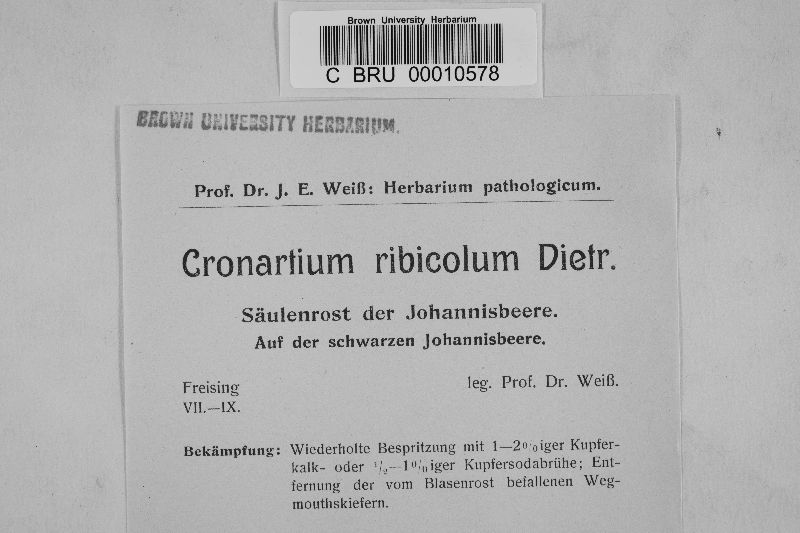 Brown University Herbarium
C BRU 00010578
BROWN UNIVERSITY HERBARIUM.
Prof. Dr. J. E. Weiß: Herbarium pathologicum.
Cronartium ribicolum Dietr.
Säulenrost der Johannisbeere.
Auf der schwarzen Johannisbeere.
Freising leg. Prof. Dr. Weiß.
VII.—IX.
Bekämpfung: Wiederholte Bespritzung mit 1—2%iger Kupfer-
kalk- oder ½—1%iger Kupfersodabrühe; Ent-
fernung der vom Blasenrost befallenen Weg-
mouthskiefern.